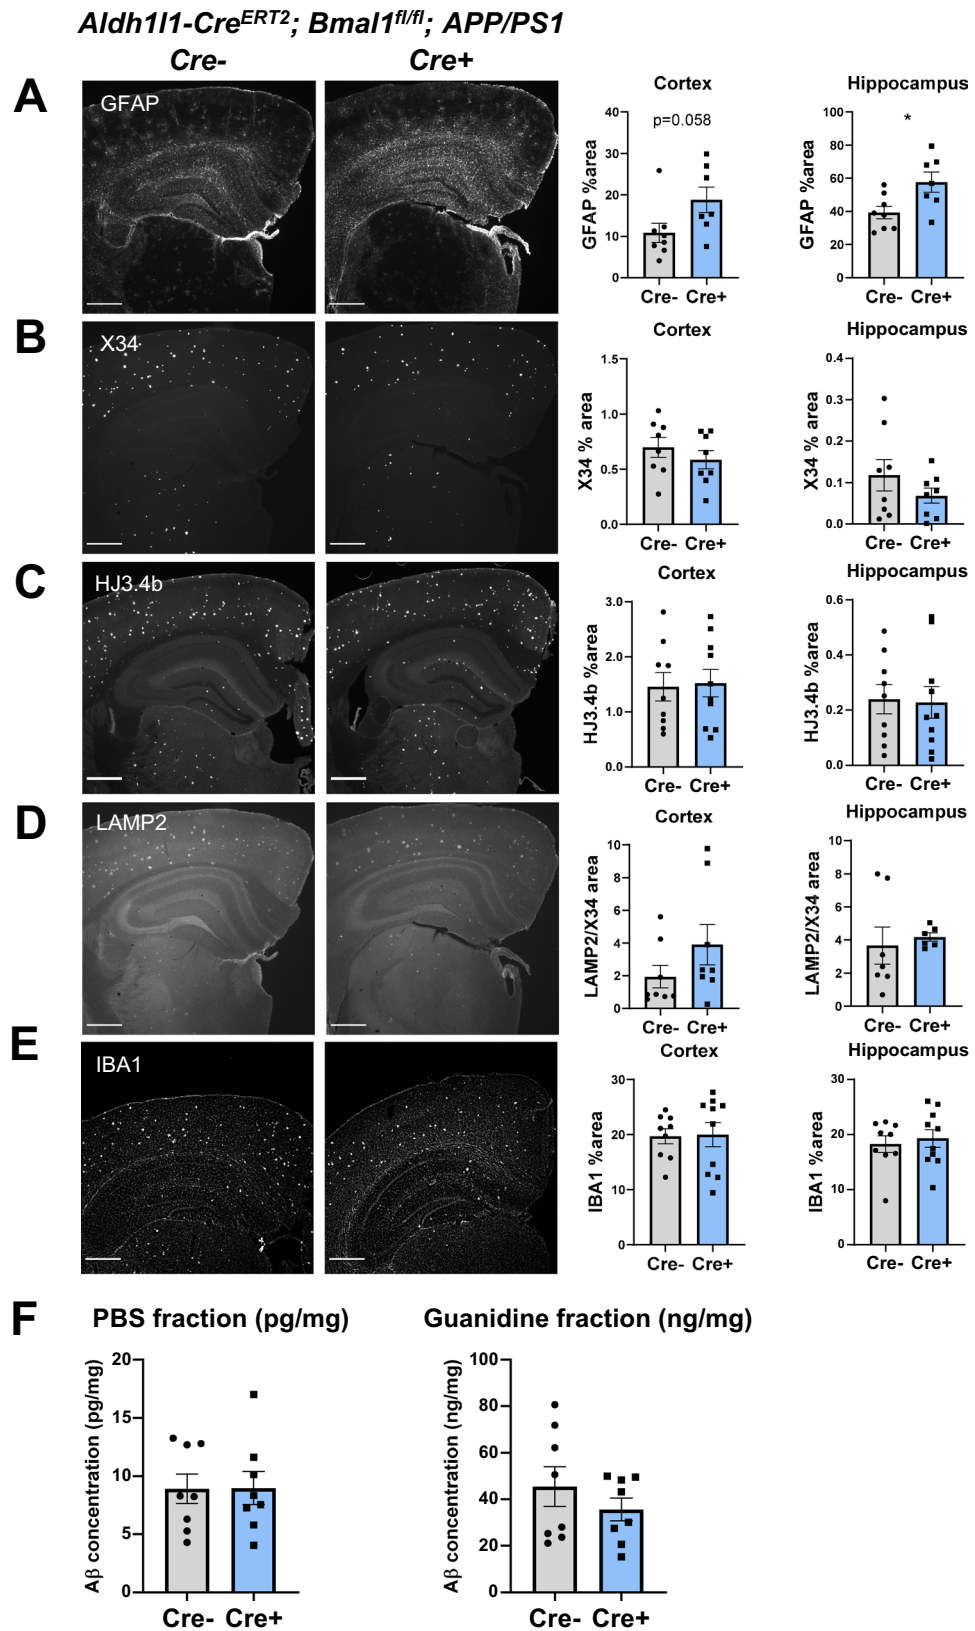 Aldh1l1-CreERT2; Bmal1fl/fl; APP/PS1
Cre- Cre+
A
GFAP
Cortex
GFAP %area
40
30
20
10
0
p=0.058
Cre- Cre+
Hippocampus
GFAP %area
100
80
60
40
20
0
*
Cre- Cre+
B
X34
Cortex
X34 % area
1.5
1.0
0.5
0.0
Cre- Cre+
Hippocampus
X34 % area
0.4
0.3
0.2
0.1
0.0
Cre- Cre+
C
HJ3.4b
Cortex
HJ3.4b %area
3.0
2.0
1.0
0.0
Cre- Cre+
Hippocampus
HJ3.4b %area
0.6
0.4
0.2
0.0
Cre- Cre+
D
LAMP2
Cortex
LAMP2/X34 area
10
8
6
4
2
0
Cre- Cre+
Hippocampus
LAMP2/X34 area
10
8
6
4
2
0
Cre- Cre+
E
IBA1
Cortex
IBA1 %area
30
20
10
0
Cre- Cre+
Hippocampus
IBA1 %area
30
20
10
0
Cre- Cre+
F
PBS fraction (pg/mg)
Aβ concentration (pg/mg)
20
15
10
5
0
Cre- Cre+
Guanidine fraction (ng/mg)
Aβ concentration (ng/mg)
100
80
60
40
20
0
Cre- Cre+